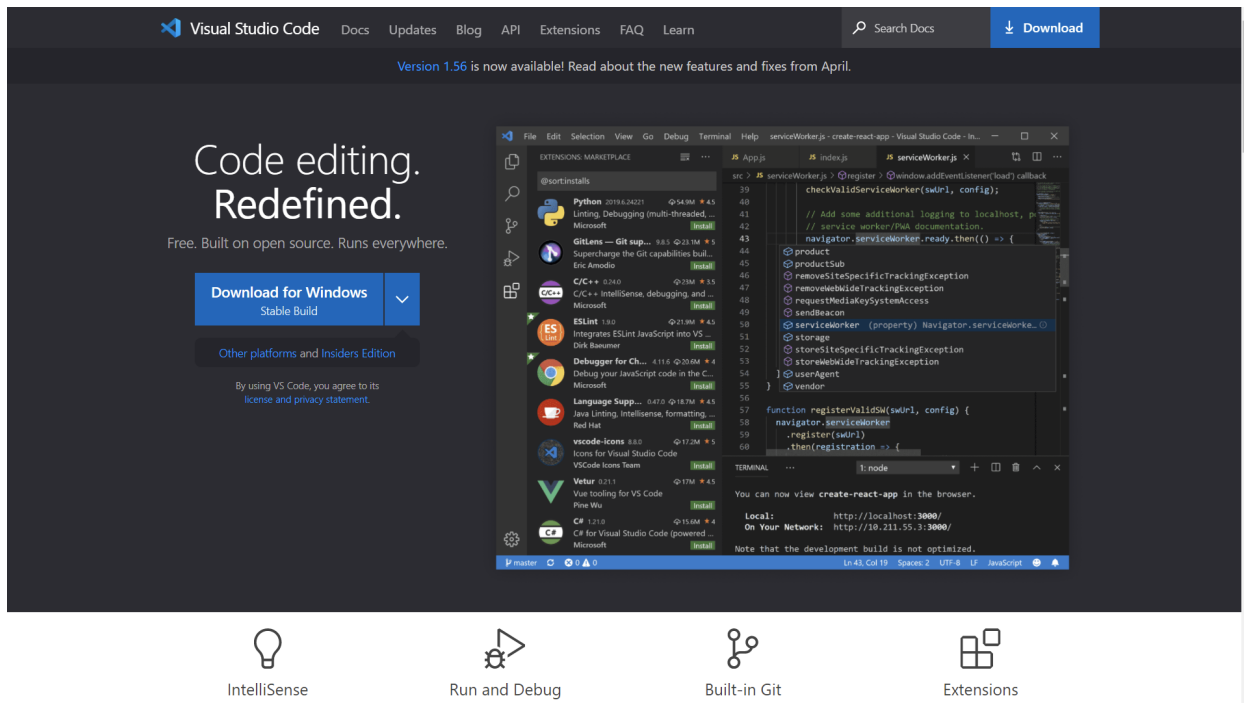 Visual Studio Code Docs Updates Blog API Extensions FAQ Learn Search Docs Download
Version 1.56 is now available! Read about the new features and fixes from April.
Code editing.
Redefined.
Free. Built on open source. Runs everywhere.
Download for Windows
Stable Build
Other platforms and Insiders Edition
By using VS Code, you agree to its
license and privacy statement.
File Edit Selection View Go Debug Terminal Help serviceWorker.js - create-react-app - Visual Studio Code - In...
EXTENSIONS: MARKETPLACE
@sort:installs
Python 2019.6.24221 54.9M 4.5
Linting, Debugging (multi-threaded, ...
Microsoft Install
GitLens — Git sup... 9.8.5 23.1M 5
Supercharge the Git capabilities buil...
Eric Amodio Install
C/C++ 0.24.0 23M 3.5
C/C++ IntelliSense, debugging, and ...
Microsoft Install
ESLint 1.9.0 21.9M 4.5
Integrates ESLint JavaScript into VS ...
Dirk Baeumer Install
Debugger for Ch... 4.11.6 20.6M 4
Debug your JavaScript code in the C...
Microsoft Install
Language Supp... 0.47.0 18.7M 4.5
Java Linting, Intellisense, formatting, ...
Red Hat Install
vscode-icons 8.8.0 17.2M 5
Icons for Visual Studio Code
VSCode Icons Team Install
Vetur 0.21.1 17M 4.5
Vue tooling for VS Code
Pine Wu Install
C# 1.21.0 15.6M 4
C# for Visual Studio Code (powered ...
Microsoft Install
ES
Lint
C/C++
C#
JS App.js JS index.js JS serviceWorker.js
src > JS serviceWorker.js > register > window.addEventListener('load') callback
39 checkValidServiceWorker(swUrl, config);
40
41 // Add some additional logging to localhost, p
42 // service worker/PWA documentation.
43 navigator.serviceWorker.ready.then(() => {
44 product
45 productSub
46 removeSiteSpecificTrackingException
47 removeWebWideTrackingException
48 requestMediaKeySystemAccess
49 sendBeacon
50 serviceWorker (property) Navigator.serviceWorke...
51 storage
52 storeSiteSpecificTrackingException
53 storeWebWideTrackingException
54 ] userAgent
55 } vendor
56
57 function registerValidSW(swUrl, config) {
58 navigator.serviceWorker
59 .register(swUrl)
60 .then(registration => {
TERMINAL ... 1: node
You can now view create-react-app in the browser.
Local: http://localhost:3000/
On Your Network: http://10.211.55.3:3000/
Note that the development build is not optimized.
master 0 0 Ln 43, Col 19 Spaces: 2 UTF-8 LF JavaScript
IntelliSense
Run and Debug
Built-in Git
Extensions